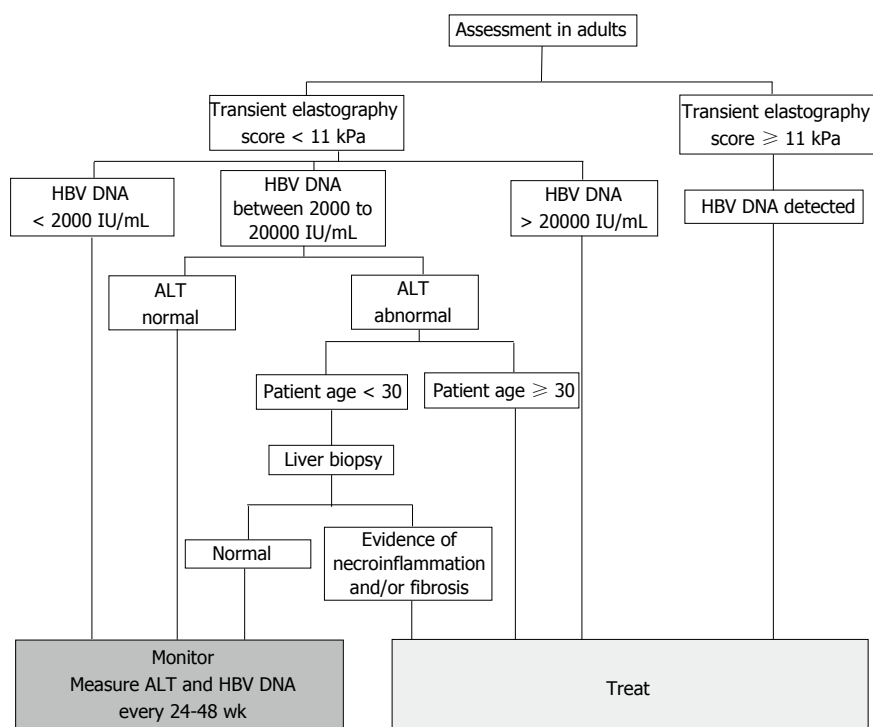 Assessment in adults
Transient elastography
score < 11 kPa
Transient elastography
score ⩾ 11 kPa
HBV DNA
< 2000 IU/mL
HBV DNA
between 2000 to
20000 IU/mL
HBV DNA
> 20000 IU/mL
HBV DNA detected
ALT
normal
ALT
abnormal
Patient age < 30
Patient age ⩾ 30
Liver biopsy
Normal
Evidence of
necroinflammation
and/or fibrosis
Monitor
Measure ALT and HBV DNA
every 24-48 wk
Treat